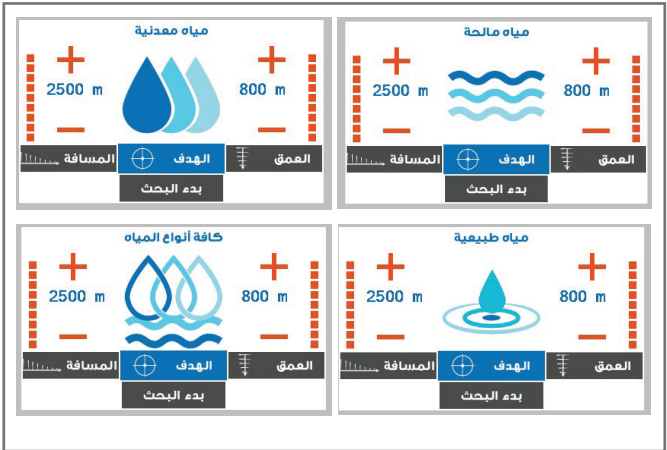 مياه معدنية
2500 m
800 m
المسافة
الهدف
العمق
بدء البحث
مياه مالحة
2500 m
800 m
المسافة
الهدف
العمق
بدء البحث
كافة أنواع المياه
2500 m
800 m
المسافة
الهدف
العمق
بدء البحث
مياه طبيعية
2500 m
800 m
المسافة
الهدف
العمق
بدء البحث